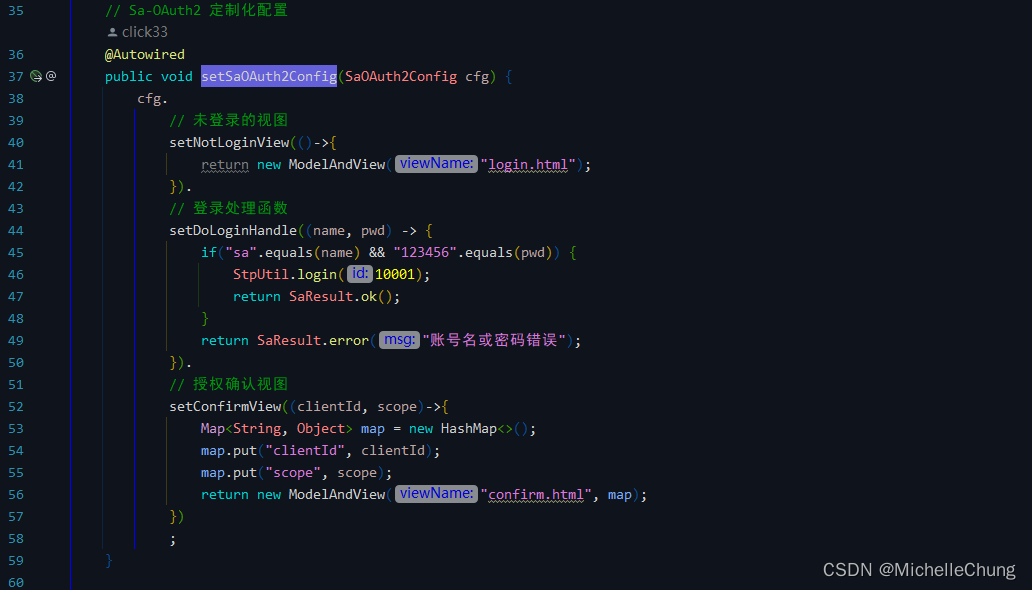 35 // Sa-OAuth2 定制化配置
click33
36 @Autowired
37 @ public void setSaOAuth2Config(SaOAuth2Config cfg) {
38 cfg.
39 // 未登录的视图
40 setNotLoginView(()->{
41 return new ModelAndView( viewName: "login.html");
42 }).
43 // 登录处理函数
44 setDoLoginHandle((name, pwd) -> {
45 if("sa".equals(name) && "123456".equals(pwd)) {
46 StpUtil.login( id: 10001);
47 return SaResult.ok();
48 }
49 return SaResult.error( msg: "账号名或密码错误");
50 }).
51 // 授权确认视图
52 setConfirmView((clientId, scope)->{
53 Map<String, Object> map = new HashMap<>();
54 map.put("clientId", clientId);
55 map.put("scope", scope);
56 return new ModelAndView( viewName: "confirm.html", map);
57 })
58 ;
59 }
60
CSDN @MichelleChung